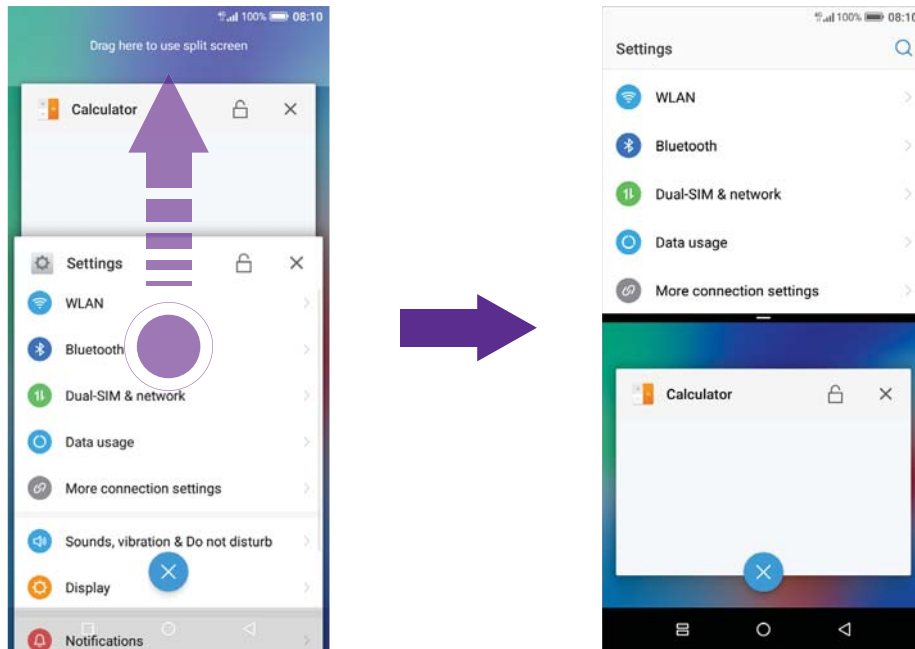 100% 08:10
Drag here to use split screen
Calculator
Settings
WLAN
Bluetooth
Dual-SIM & network
Data usage
More connection settings
Sounds, vibration & Do not disturb
Display
Notifications
100% 08:10
Settings
WLAN
Bluetooth
Dual-SIM & network
Data usage
More connection settings
Calculator